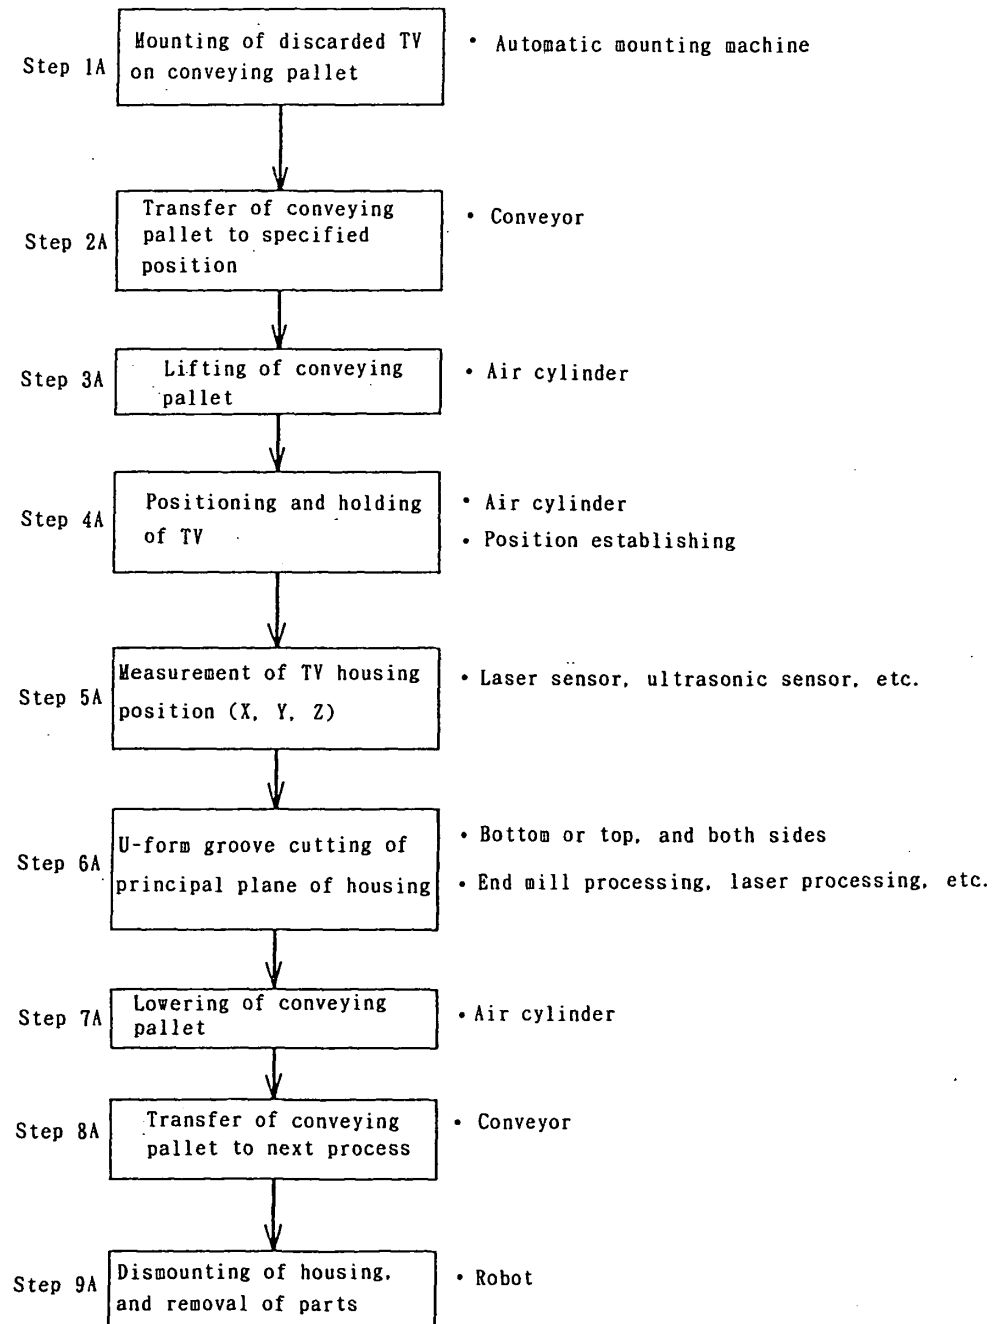 Step 1A
Mounting of discarded TV
on conveying pallet
• Automatic mounting machine
Step 2A
Transfer of conveying
pallet to specified
position
• Conveyor
Step 3A
Lifting of conveying
pallet
• Air cylinder
Step 4A
Positioning and holding
of TV
• Air cylinder
• Position establishing
Step 5A
Measurement of TV housing
position (X, Y, Z)
• Laser sensor, ultrasonic sensor, etc.
Step 6A
U-form groove cutting of
principal plane of housing
• Bottom or top, and both sides
• End mill processing, laser processing, etc.
Step 7A
Lowering of conveying
pallet
• Air cylinder
Step 8A
Transfer of conveying
pallet to next process
• Conveyor
Step 9A
Dismounting of housing,
and removal of parts
• Robot